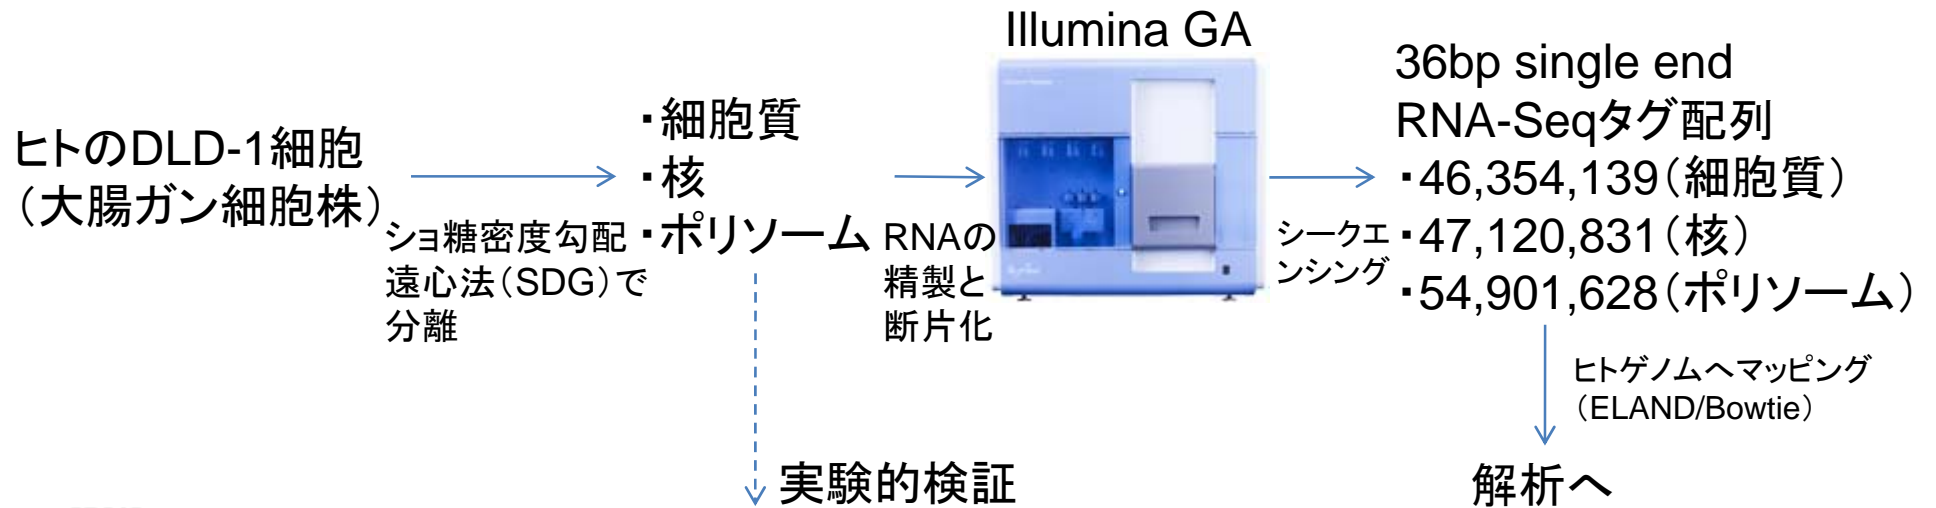 ヒトのDLD-1細胞
（大腸ガン細胞株）
ショ糖密度勾配
遠心法（SDG）で
分離
・細胞質
・核
・ポリソーム
RNAの
精製と
断片化
Illumina GA
シークエ
ンシング
36bp single end
RNA-Seqタグ配列
・46,354,139（細胞質）
・47,120,831（核）
・54,901,628（ポリソーム）
ヒトゲノムへマッピング
（ELAND/Bowtie）
実験的検証
解析へ